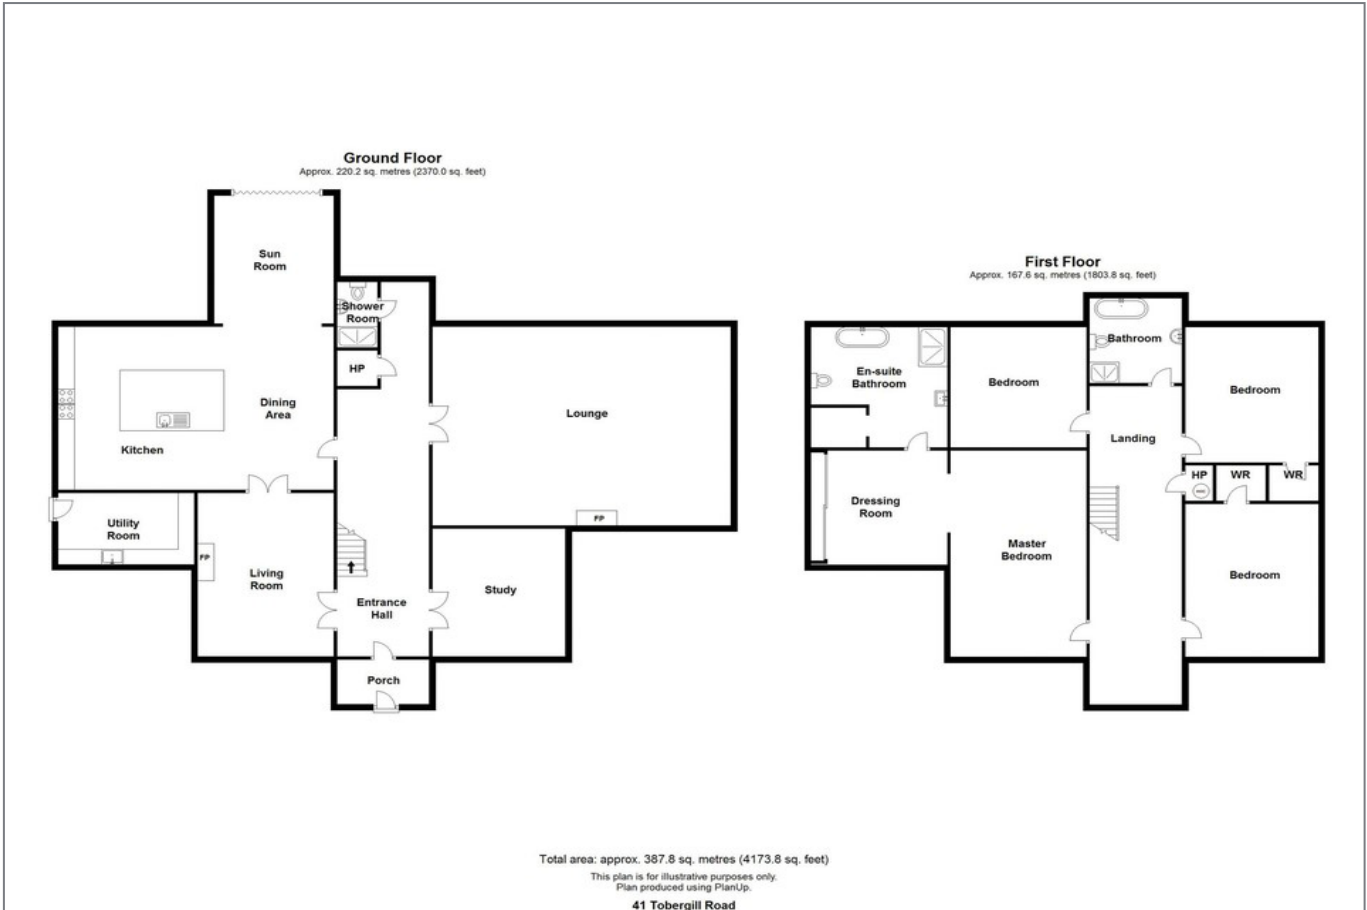 Ground Floor
Approx. 220.2 sq. metres (2370.0 sq. feet)
Sun
Room
Shower
Room
HP
Dining
Area
Kitchen
Lounge
FP
Utility
Room
FP
Living
Room
Study
Entrance
Hall
Porch
First Floor
Approx. 167.6 sq. metres (1803.8 sq. feet)
Bathroom
En-suite
Bathroom
Bedroom
Bedroom
Landing
HP
WR
WR
Dressing
Room
Master
Bedroom
Bedroom
Total area: approx. 387.8 sq. metres (4173.8 sq. feet)
This plan is for illustrative purposes only.
Plan produced using PlanUp.
41 Tobergill Road